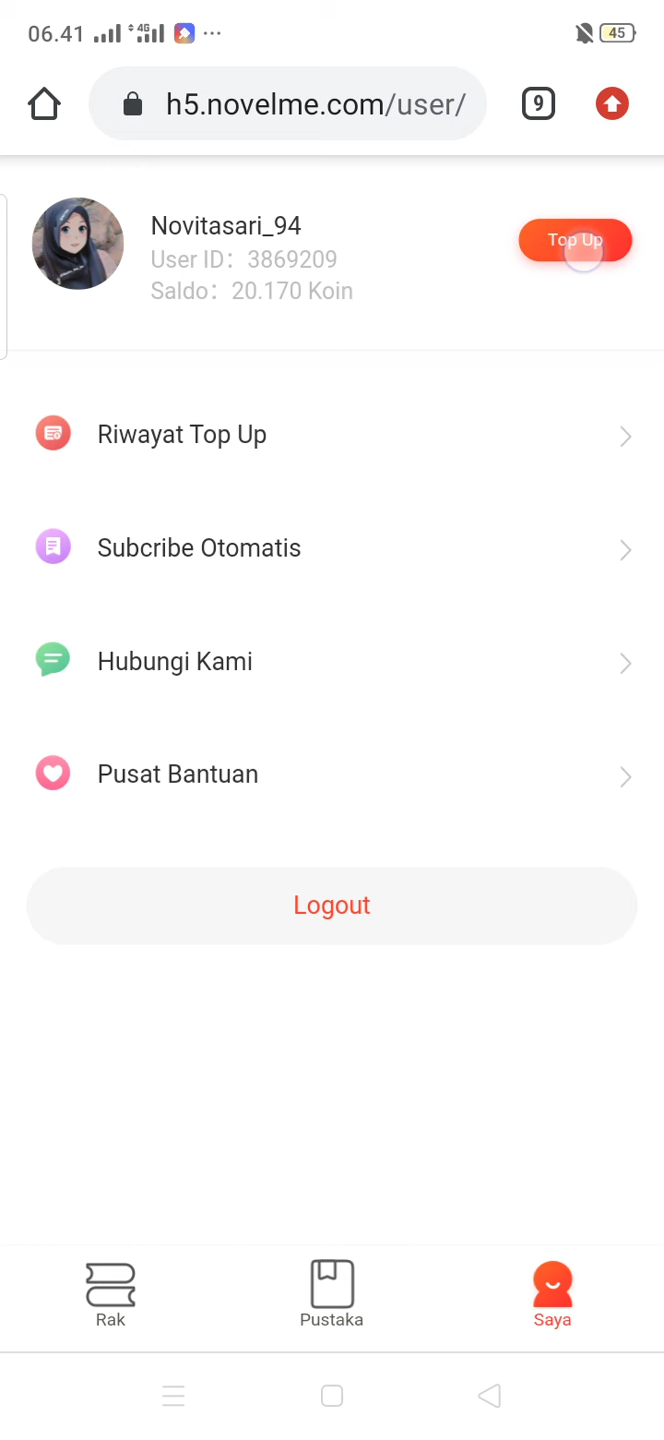 06.41 4G ... 45
h5.novelme.com/user/ 9
Novitasari_94
User ID: 3869209
Saldo: 20.170 Koin
Top Up
Riwayat Top Up
Subcribe Otomatis
Hubungi Kami
Pusat Bantuan
Logout
Rak Pustaka Saya